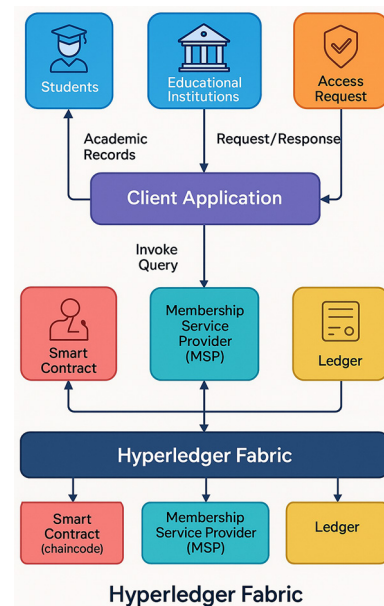 Students
Educational
Institutions
Access
Request
Academic
Records
Request/Response
Client Application
Invoke
Query
Smart
Contract
Membership
Service
Provider
(MSP)
Ledger
Hyperledger Fabric
Smart
Contract
(chaincode)
Membership
Service Provider
(MSP)
Ledger
Hyperledger Fabric